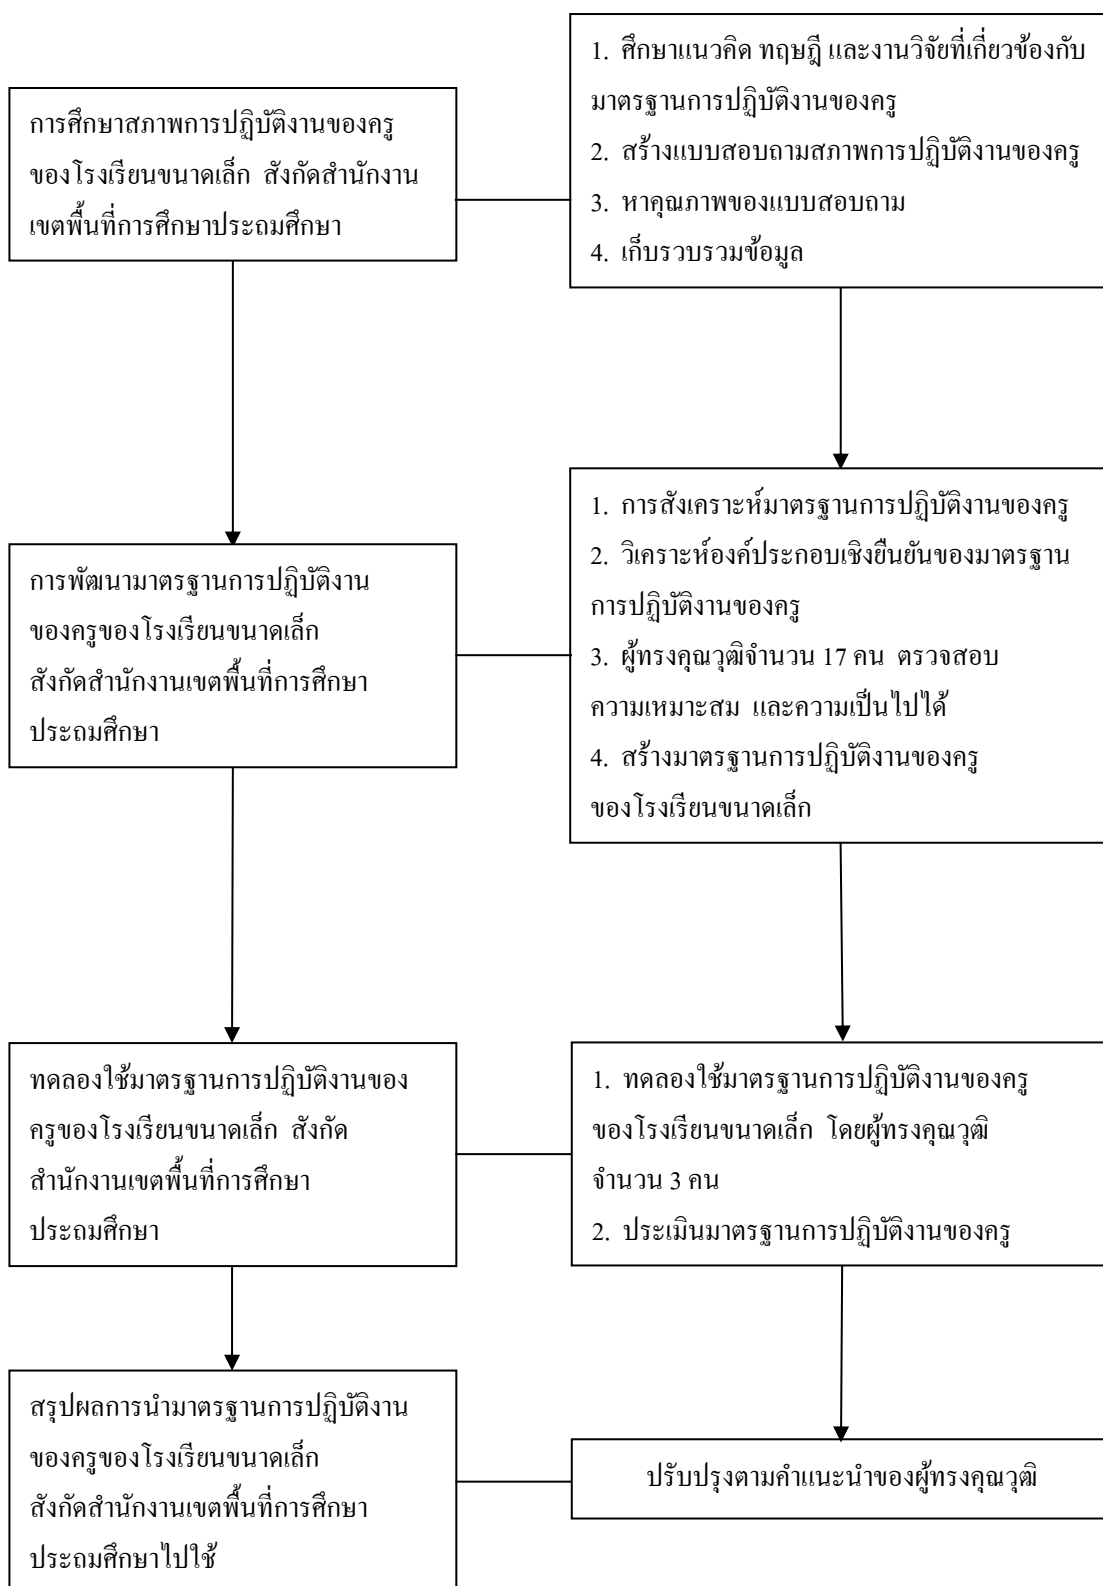 การศึกษาสภาพการปฏิบัติงานของครู
ของโรงเรียนขนาดเล็ก สังกัดสำนักงาน
เขตพื้นที่การศึกษาประถมศึกษา
1. ศึกษาแนวคิด ทฤษฎี และงานวิจัยที่เกี่ยวข้องกับ
มาตรฐานการปฏิบัติงานของครู
2. สร้างแบบสอบถามสภาพการปฏิบัติงานของครู
3. หาคุณภาพของแบบสอบถาม
4. เก็บรวบรวมข้อมูล
การพัฒนามาตรฐานการปฏิบัติงาน
ของครูของโรงเรียนขนาดเล็ก
สังกัดสำนักงานเขตพื้นที่การศึกษา
ประถมศึกษา
1. การสังเคราะห์มาตรฐานการปฏิบัติงานของครู
2. วิเคราะห์องค์ประกอบเชิงยืนยันของมาตรฐาน
การปฏิบัติงานของครู
3. ผู้ทรงคุณวุฒิจำนวน 17 คน ตรวจสอบ
ความเหมาะสม และความเป็นไปได้
4. สร้างมาตรฐานการปฏิบัติงานของครู
ของโรงเรียนขนาดเล็ก
ทดลองใช้มาตรฐานการปฏิบัติงานของ
ครูของโรงเรียนขนาดเล็ก สังกัด
สำนักงานเขตพื้นที่การศึกษา
ประถมศึกษา
1. ทดลองใช้มาตรฐานการปฏิบัติงานของครู
ของโรงเรียนขนาดเล็ก โดยผู้ทรงคุณวุฒิ
จำนวน 3 คน
2. ประเมินมาตรฐานการปฏิบัติงานของครู
สรุปผลการนำมาตรฐานการปฏิบัติงาน
ของครูของโรงเรียนขนาดเล็ก
สังกัดสำนักงานเขตพื้นที่การศึกษา
ประถมศึกษาไปใช้
ปรับปรุงตามคำแนะนำของผู้ทรงคุณวุฒิ